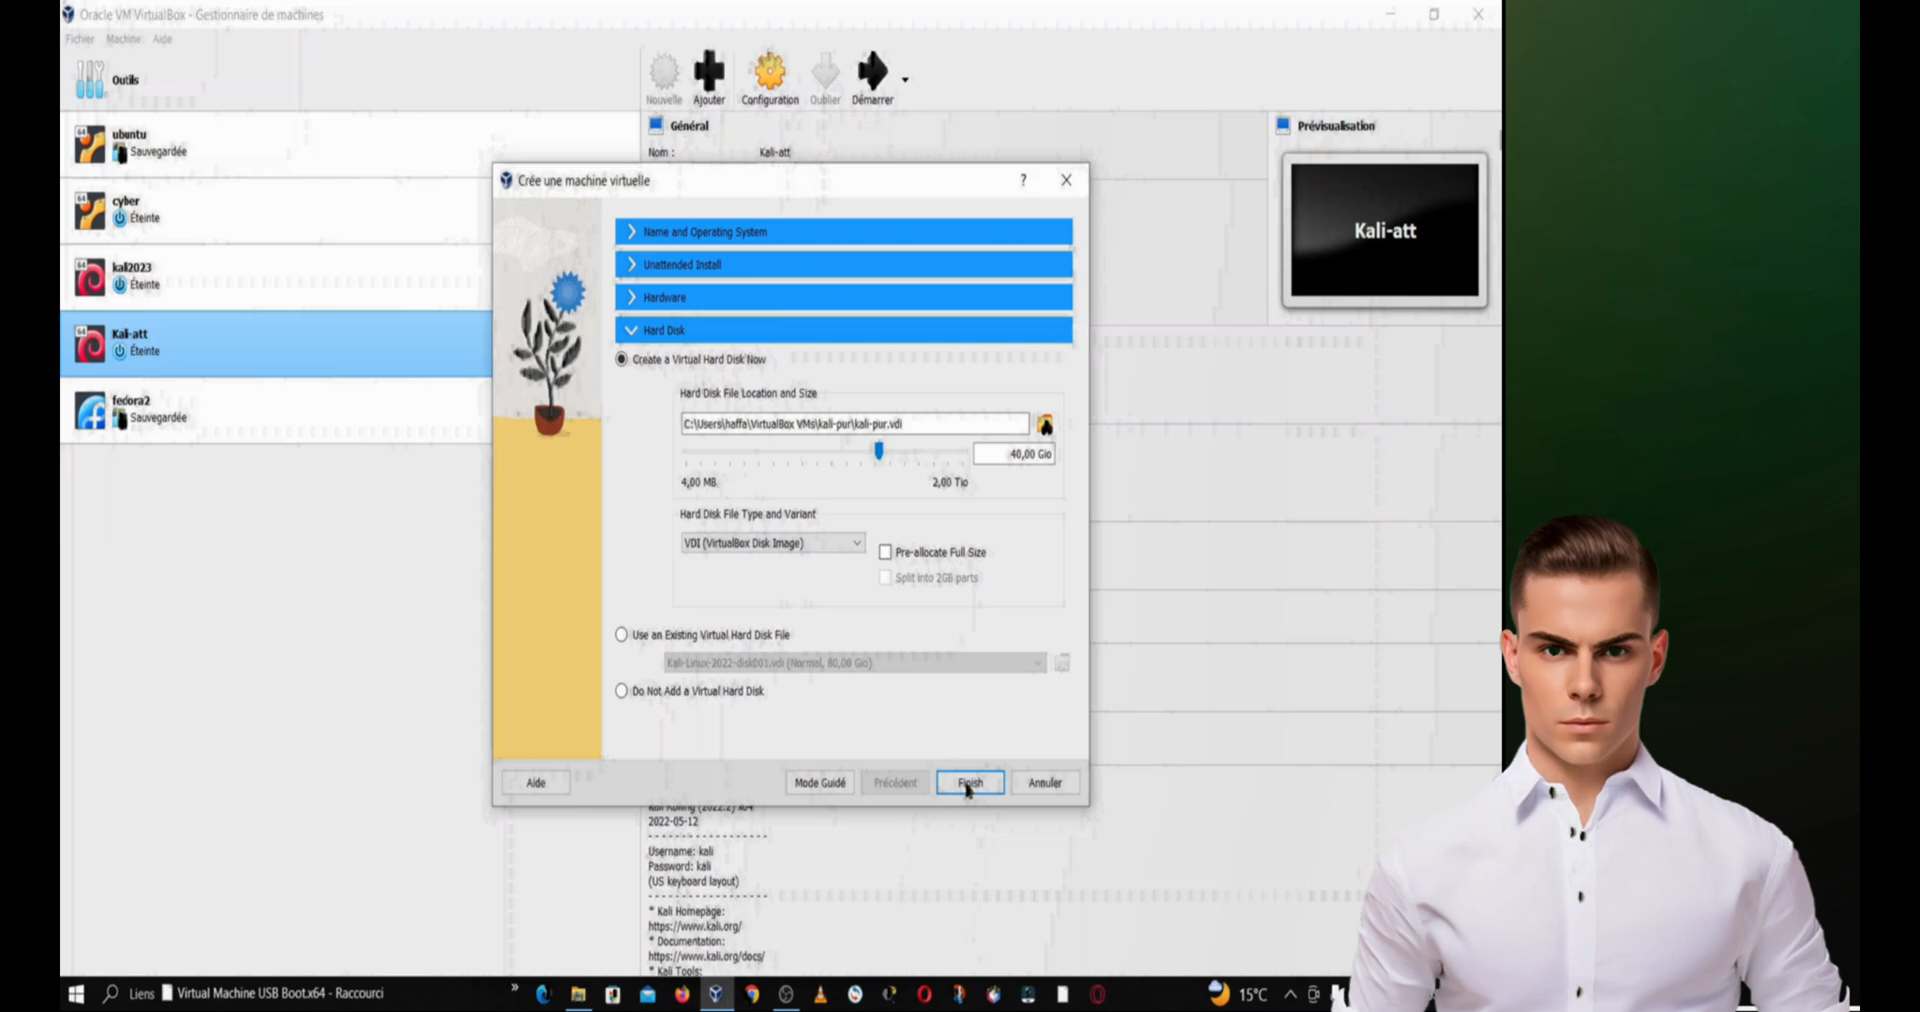 Oracle VM VirtualBox - Gestionnaire de machines
Fichier Machine Aide
Outils
Nouvelle Ajouter Configuration Oublier Démarrer
ubuntu
Sauvegardée
cyber
Éteinte
kali2023
Éteinte
Kali-att
Éteinte
fedora2
Sauvegardée
Général
Nom : Kali-att
Prévisualisation
Kali-att
Crée une machine virtuelle
?
Name and Operating System
Unattended Install
Hardware
Hard Disk
Create a Virtual Hard Disk Now
Hard Disk File Location and Size
C:\Users\haffa\VirtualBox VMs\kali-pur\kali-pur.vdi
40,00 Gio
4,00 MB 2,00 Tio
Hard Disk File Type and Variant
VDI (VirtualBox Disk Image)
Pre-allocate Full Size
Split into 2GB parts
Use an Existing Virtual Hard Disk File
Kali-Linux-2022-disk001.vdi (Normal, 80,00 Gio)
Do Not Add a Virtual Hard Disk
Aide Mode Guidé Précédent Finish Annuler
Kali Rolling (2022.2) x64
2022-05-12
- - - - - - - - - - - - - - - - - -
Username: kali
Password: kali
(US keyboard layout)
- - - - - - - - - - - - - - - - - -
* Kali Homepage:
https://www.kali.org/
* Documentation:
https://www.kali.org/docs/
* Kali Tools:
Liens Virtual Machine USB Boot.x64 - Raccourci » 15°C